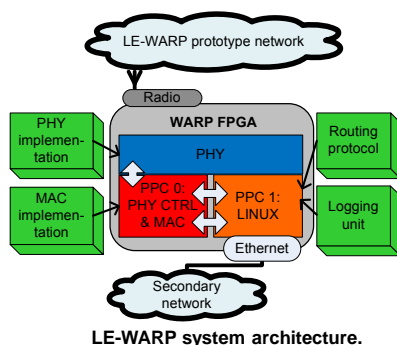 LE-WARP prototype network
Radio
WARP FPGA
PHY
implemen-
tation
PHY
Routing
protocol
MAC
implemen-
tation
PPC 0:
PHY CTRL
& MAC
PPC 1:
LINUX
Logging
unit
Ethernet
Secondary
network
LE-WARP system architecture.